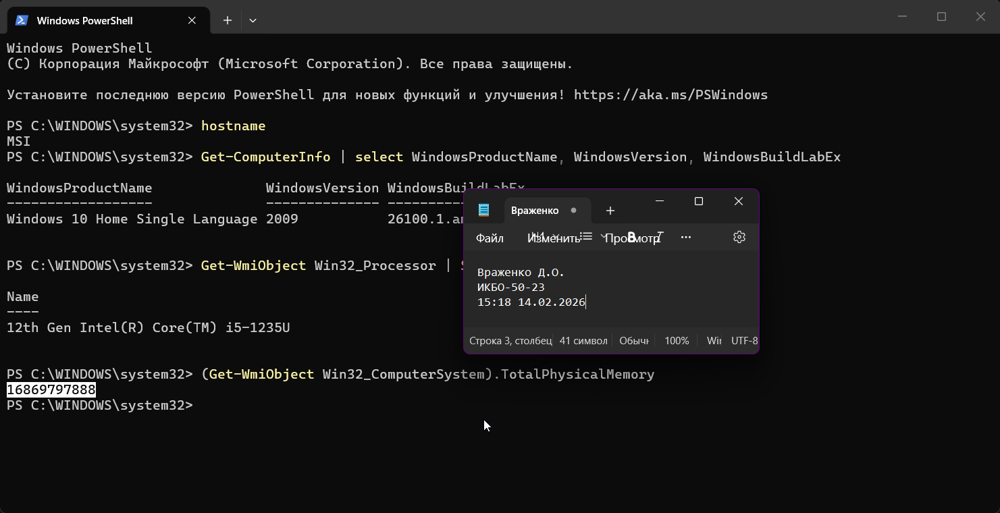 Windows PowerShell
Windows PowerShell
(C) Корпорация Майкрософт (Microsoft Corporation). Все права защищены.
Установите последнюю версию PowerShell для новых функций и улучшения! https://aka.ms/PSWindows
PS C:\WINDOWS\system32> hostname
MSI
PS C:\WINDOWS\system32> Get-ComputerInfo | select WindowsProductName, WindowsVersion, WindowsBuildLabEx
WindowsProductName WindowsVersion WindowsBuildLabEx
------------------ -------------- ----------
Windows 10 Home Single Language 2009 26100.1.a
PS C:\WINDOWS\system32> Get-WmiObject Win32_Processor |
Name
----
12th Gen Intel(R) Core(TM) i5-1235U
PS C:\WINDOWS\system32> (Get-WmiObject Win32_ComputerSystem).TotalPhysicalMemory
16869797888
PS C:\WINDOWS\system32>
Враженко
Файл Изменить Просмотр
Враженко Д.О.
ИКБО-50-23
15:18 14.02.2026
Строка 3, столбец 41 символ Обычн 100% Wi UTF-8